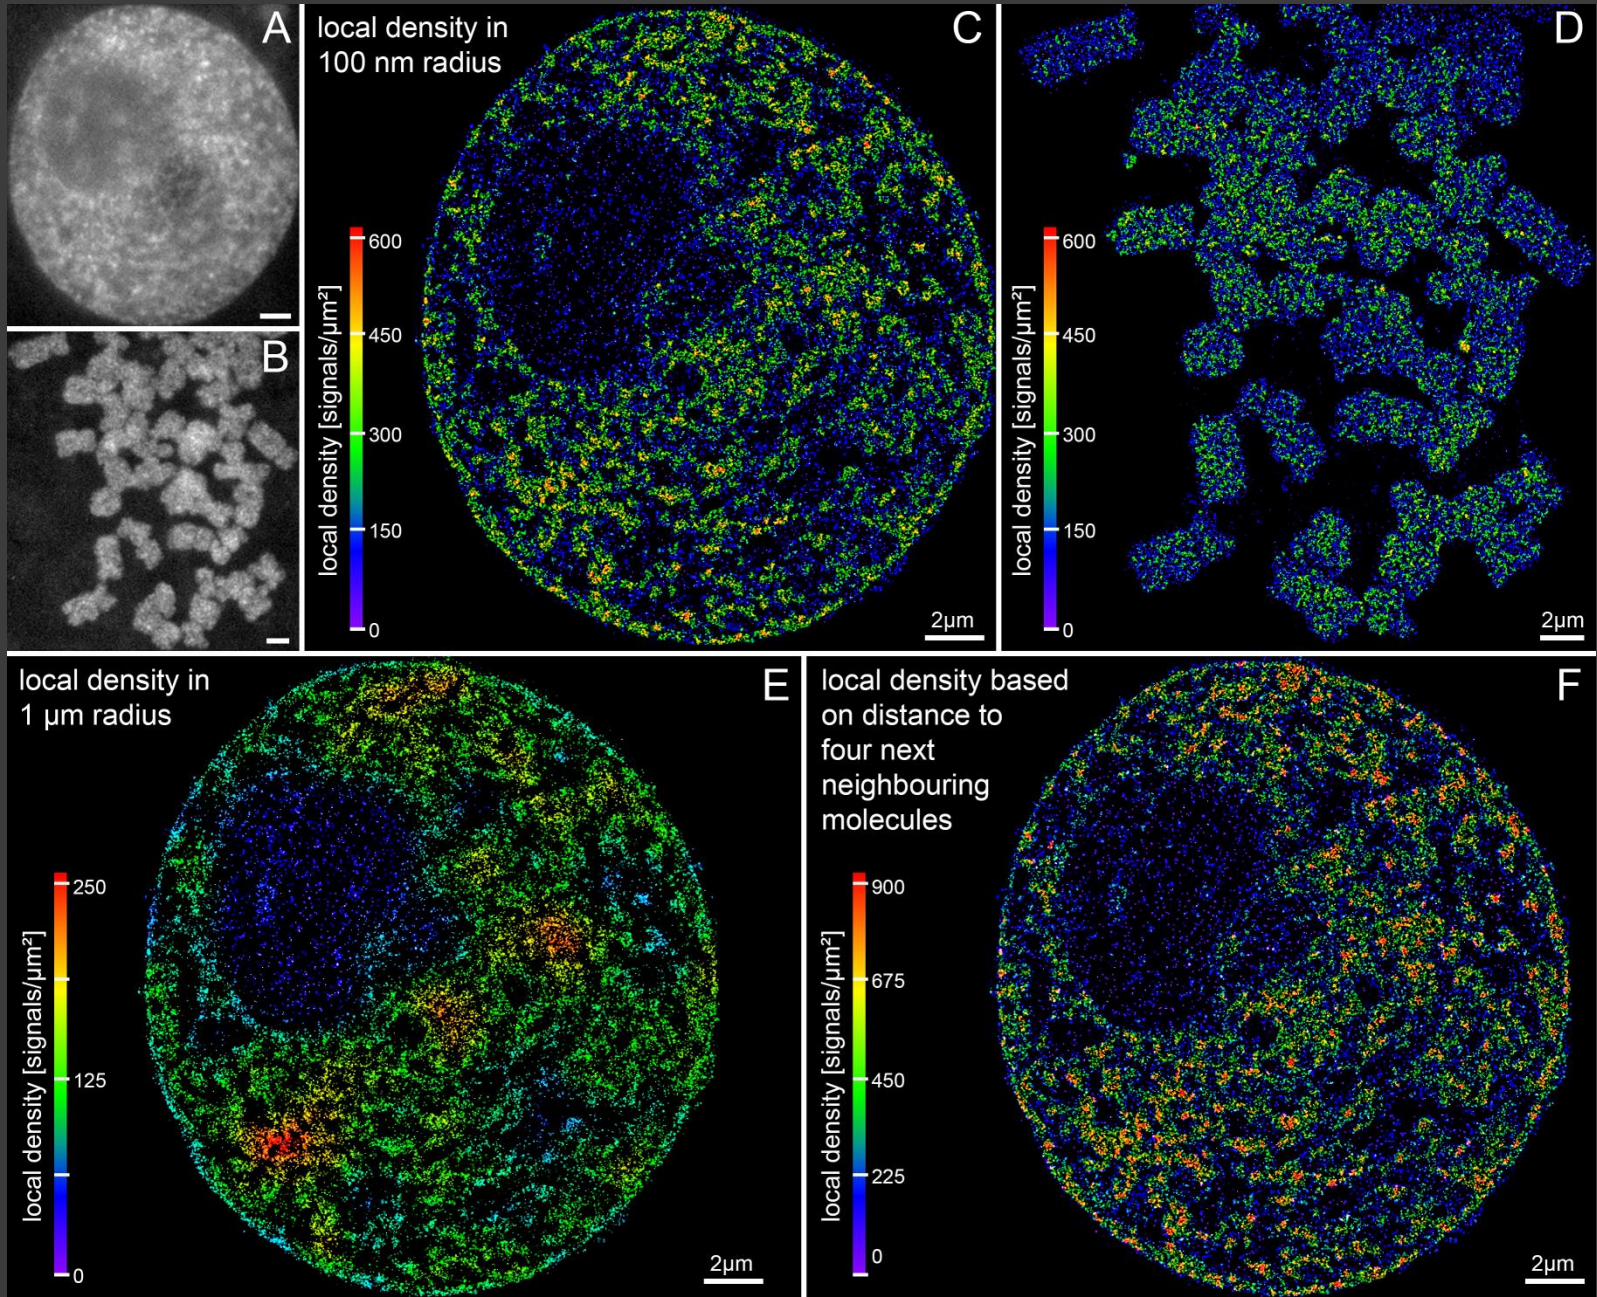 A
B
local density in
100 nm radius
C
local density [signals/µm²]
600
450
300
150
0
2µm
D
local density [signals/µm²]
600
450
300
150
0
2µm
local density in
1 µm radius
E
local density [signals/µm²]
250
125
0
2µm
local density based
on distance to
four next
neighbouring
molecules
F
local density [signals/µm²]
900
675
450
225
0
2µm